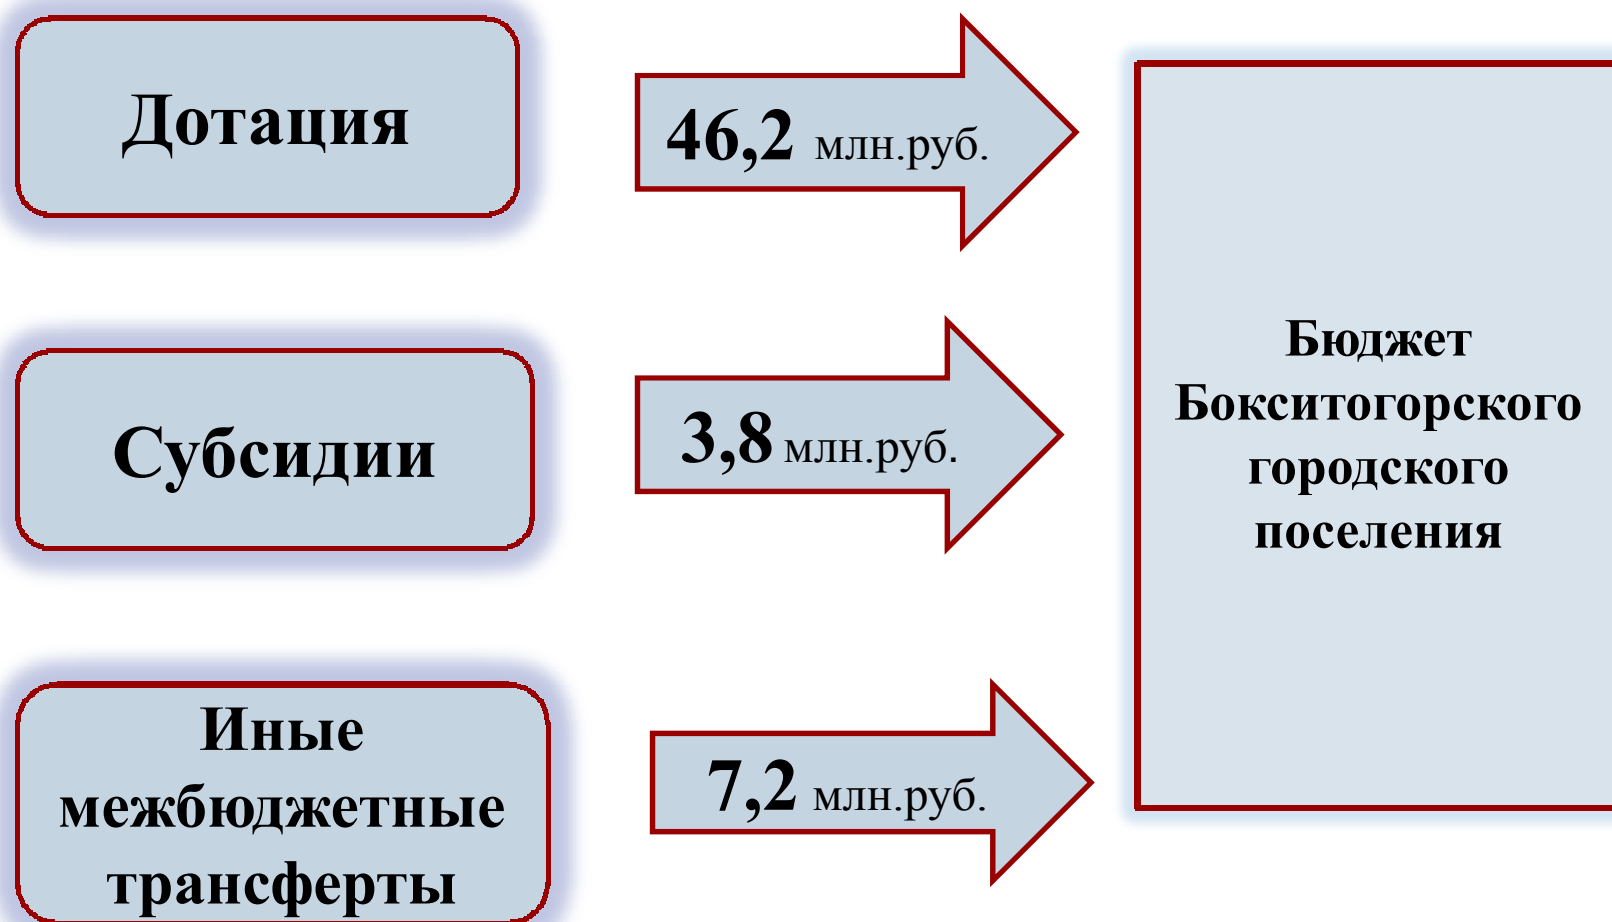 Дотация
46,2 млн.руб.
Субсидии
3,8 млн.руб.
Иные
межбюджетные
трансферты
7,2 млн.руб.
Бюджет
Бокситогорского
городского
поселения